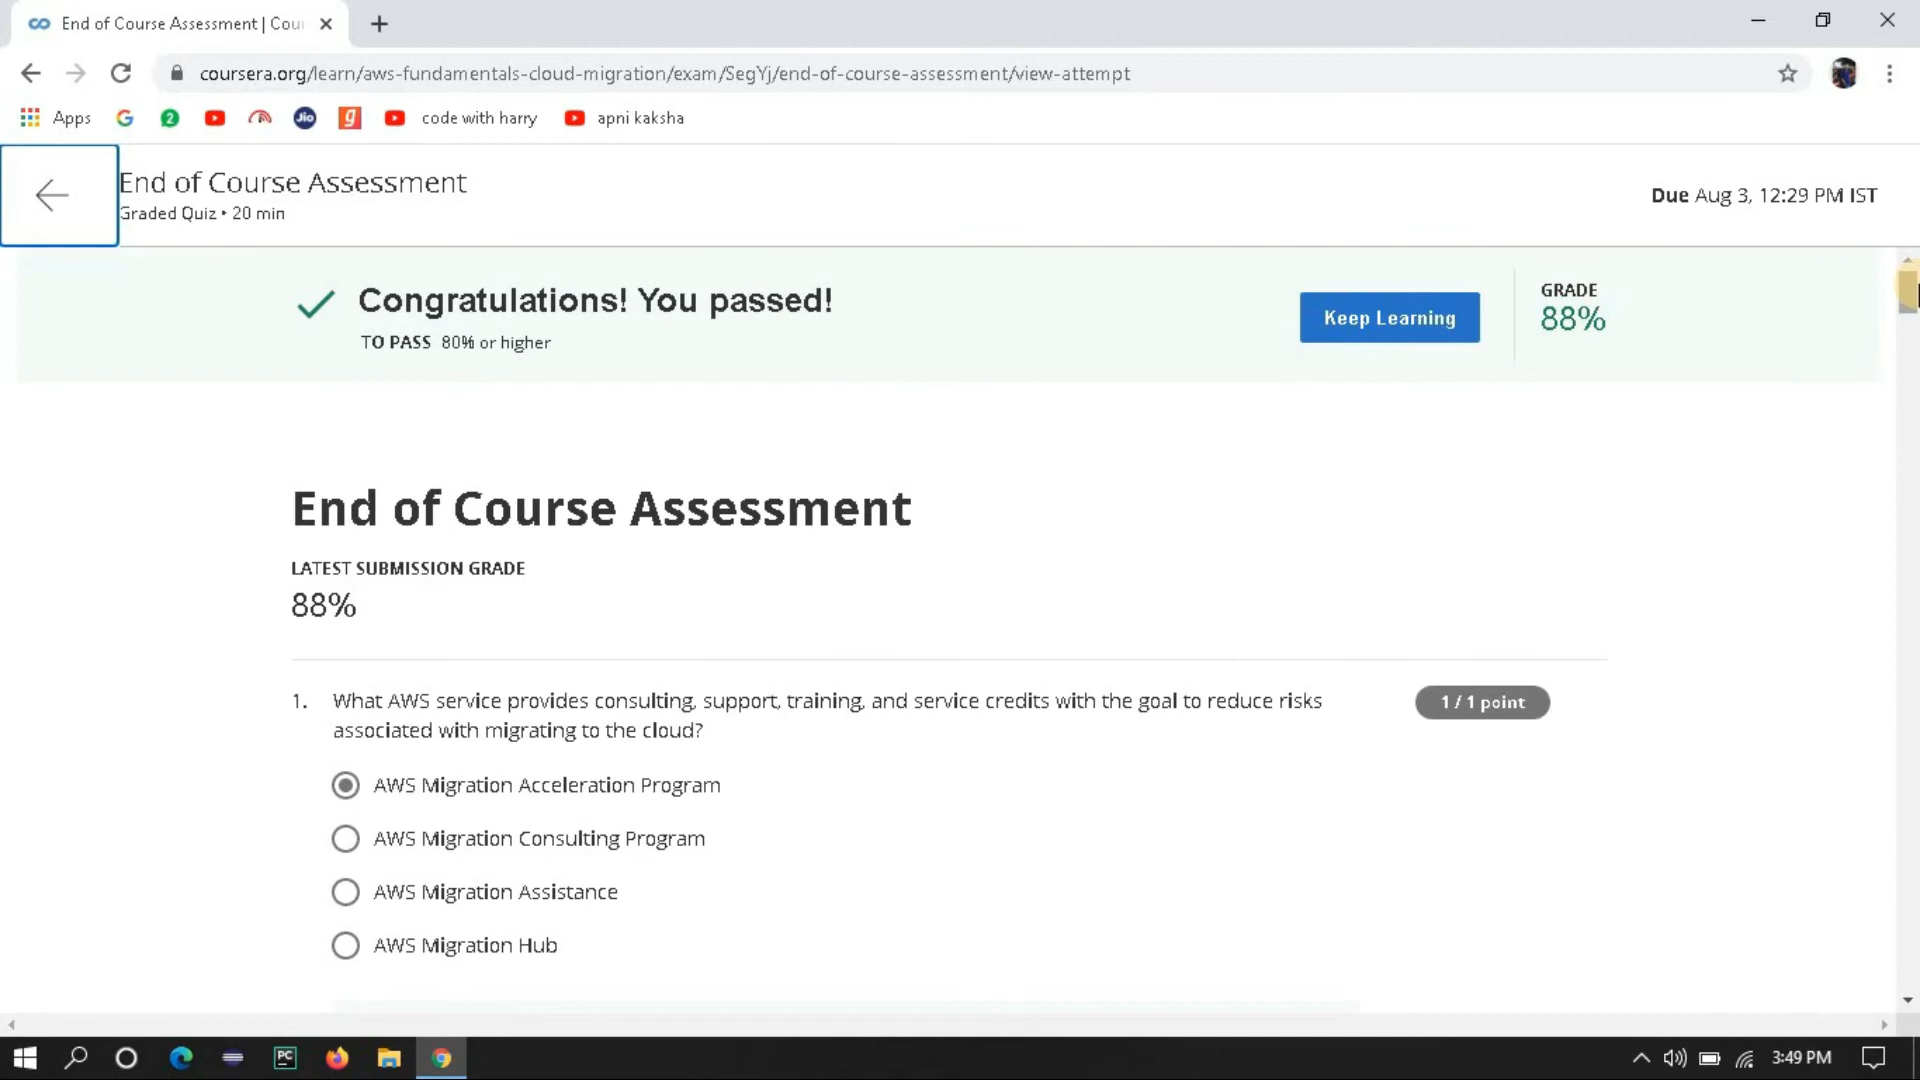 End of Course Assessment | Cour
coursera.org/learn/aws-fundamentals-cloud-migration/exam/SegYj/end-of-course-assessment/view-attempt
Apps G 2 Jio g code with harry apni kaksha
End of Course Assessment
Graded Quiz • 20 min
Due Aug 3, 12:29 PM IST
Congratulations! You passed!
TO PASS 80% or higher
Keep Learning
GRADE
88%
End of Course Assessment
LATEST SUBMISSION GRADE
88%
1. What AWS service provides consulting, support, training, and service credits with the goal to reduce risks
associated with migrating to the cloud?
1 / 1 point
AWS Migration Acceleration Program
AWS Migration Consulting Program
AWS Migration Assistance
AWS Migration Hub
PC
3:49 PM